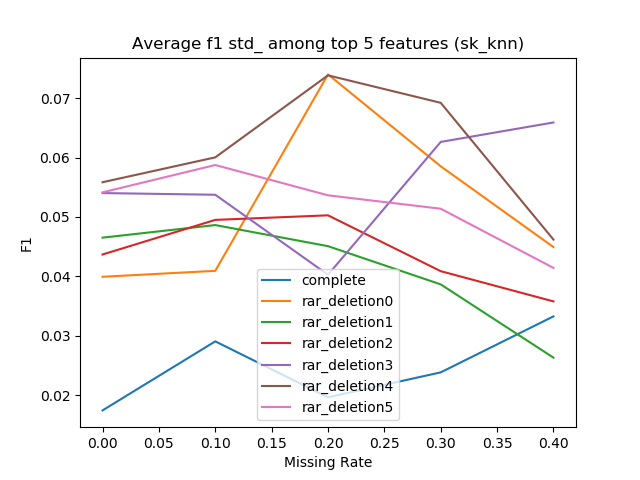 Average f1 std_ among top 5 features (sk_knn)
F1
0.07
0.06
0.05
0.04
0.03
0.02
complete
rar_deletion0
rar_deletion1
rar_deletion2
rar_deletion3
rar_deletion4
rar_deletion5
0.00 0.05 0.10 0.15 0.20 0.25 0.30 0.35 0.40
Missing Rate